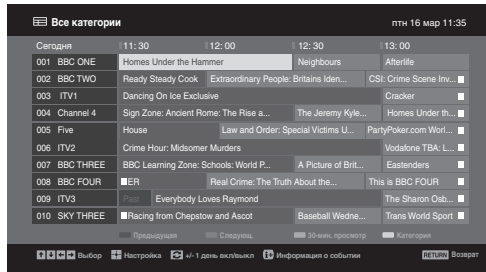 Все категории птн 16 мар 11:35
Сегодня 11:30 12:00 12:30 13:00
001 BBC ONE Homes Under the Hammer Neighbours Afterlife
002 BBC TWO Ready Steady Cook Extraordinary People: Britains Iden... CSI: Crime Scene Inv...
003 ITV1 Dancing On Ice Exclusive Cracker
004 Channel 4 Sign Zone: Ancient Rome: The Rise a... The Jeremy Kyle... Homes Under th...
005 Five House Law and Order: Special Victims U... PartyPoker.com Worl...
006 ITV2 Crime Hour: Midsomer Murders Vodafone TBA: L...
007 BBC THREE BBC Learning Zone: Schools: World P... A Picture of Brit... Eastenders
008 BBC FOUR ER Real Crime: The Truth About the... This is BBC FOUR
009 ITV3 Past Everybody Loves Raymond The Sharon Osb...
010 SKY THREE Racing from Chepstow and Ascot Baseball Wedne... Trans World Sport
Предыдущая Следующ. 30-мин. просмотр Категория
Выбор Настройка +/- 1 день вкл/выкл Информация о событии RETURN Возврат